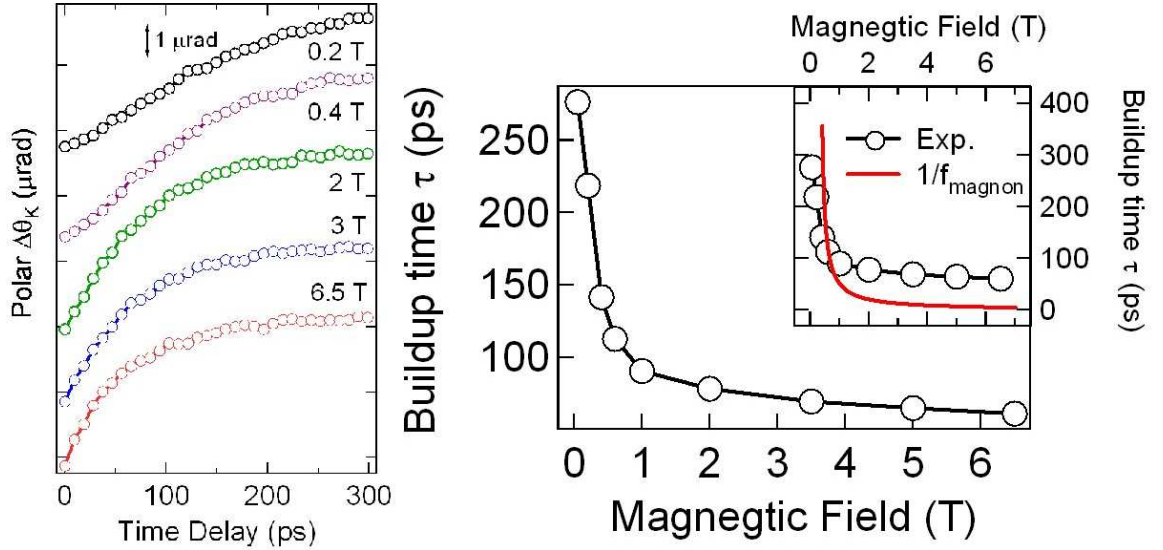 1 μrad
0.2 T
0.4 T
2 T
3 T
6.5 T
Polar ΔθK (μrad)
0 100 200 300
Time Delay (ps)
Buildup time τ (ps)
250
200
150
100
0 1 2 3 4 5 6
Magnegtic Field (T)
Magnegtic Field (T)
0 2 4 6
Exp.
1/fmagnon
400
300
200
100
0
Buildup time τ (ps)